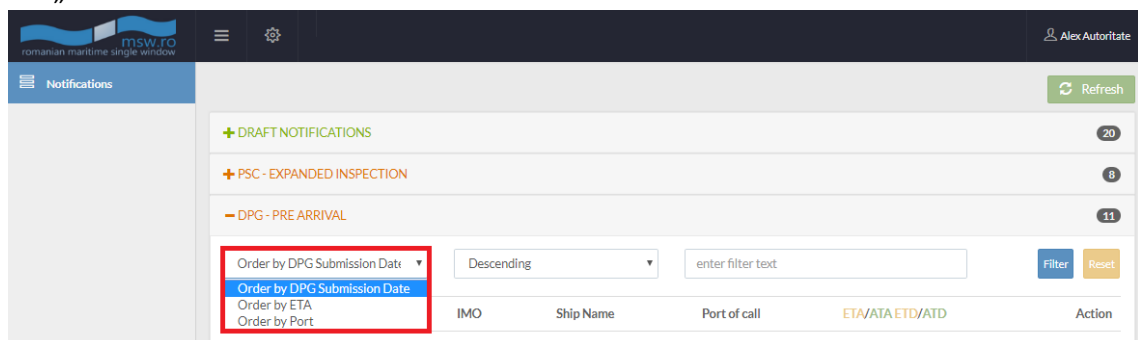 „
msw.ro
romanian maritime single window
Alex Autoritate
Notifications
Refresh
DRAFT NOTIFICATIONS
20
PSC - EXPANDED INSPECTION
8
DPG - PRE ARRIVAL
11
Order by DPG Submission Date
Descending
enter filter text
Filter
Reset
Order by DPG Submission Date
Order by ETA
Order by Port
IMO
Ship Name
Port of call
ETA/ATA ETD/ATD
Action